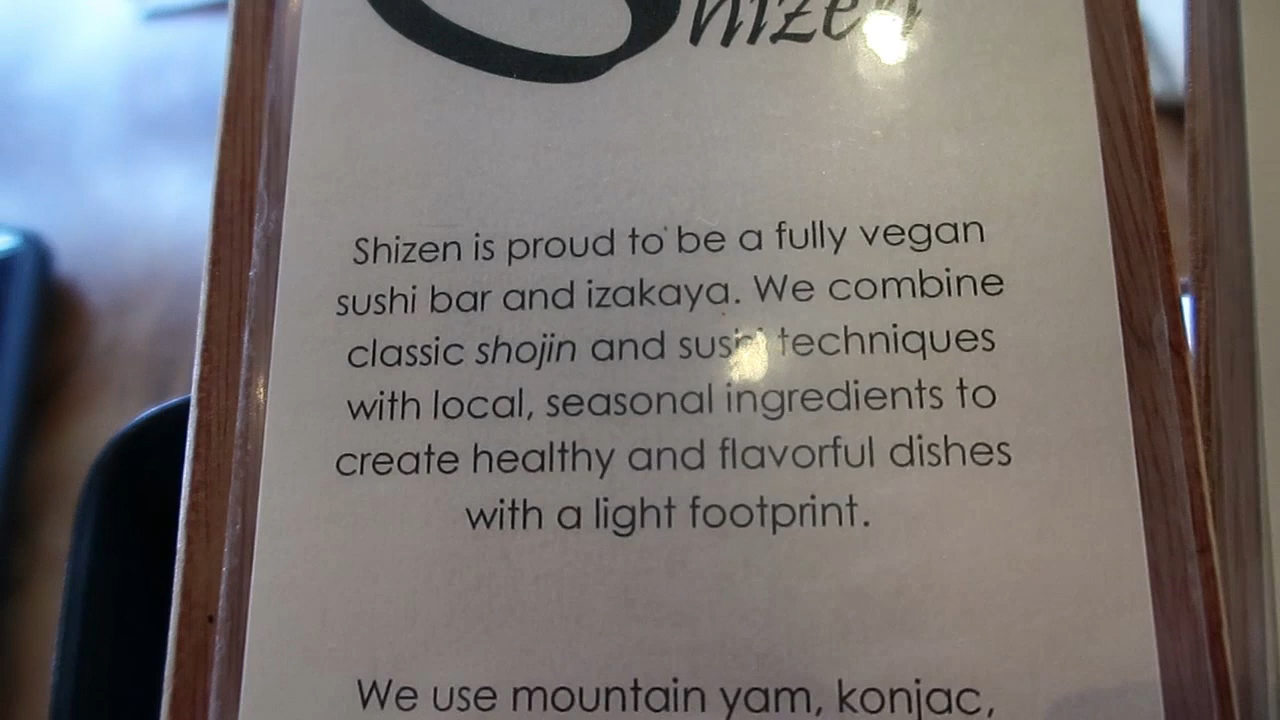 Shizen
Shizen is proud to be a fully vegan
sushi bar and izakaya. We combine
classic shojin and sushi techniques
with local, seasonal ingredients to
create healthy and flavorful dishes
with a light footprint.
We use mountain yam, konjac,